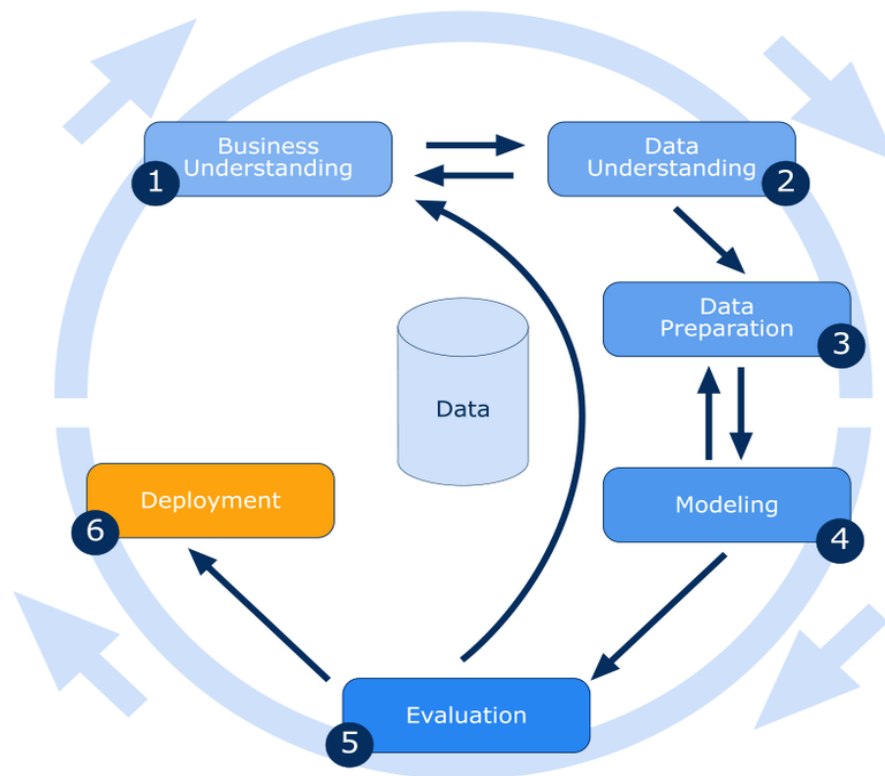 Business
Understanding
1
Data
Understanding
2
Data
Preparation
3
Data
Modeling
4
Deployment
6
Evaluation
5